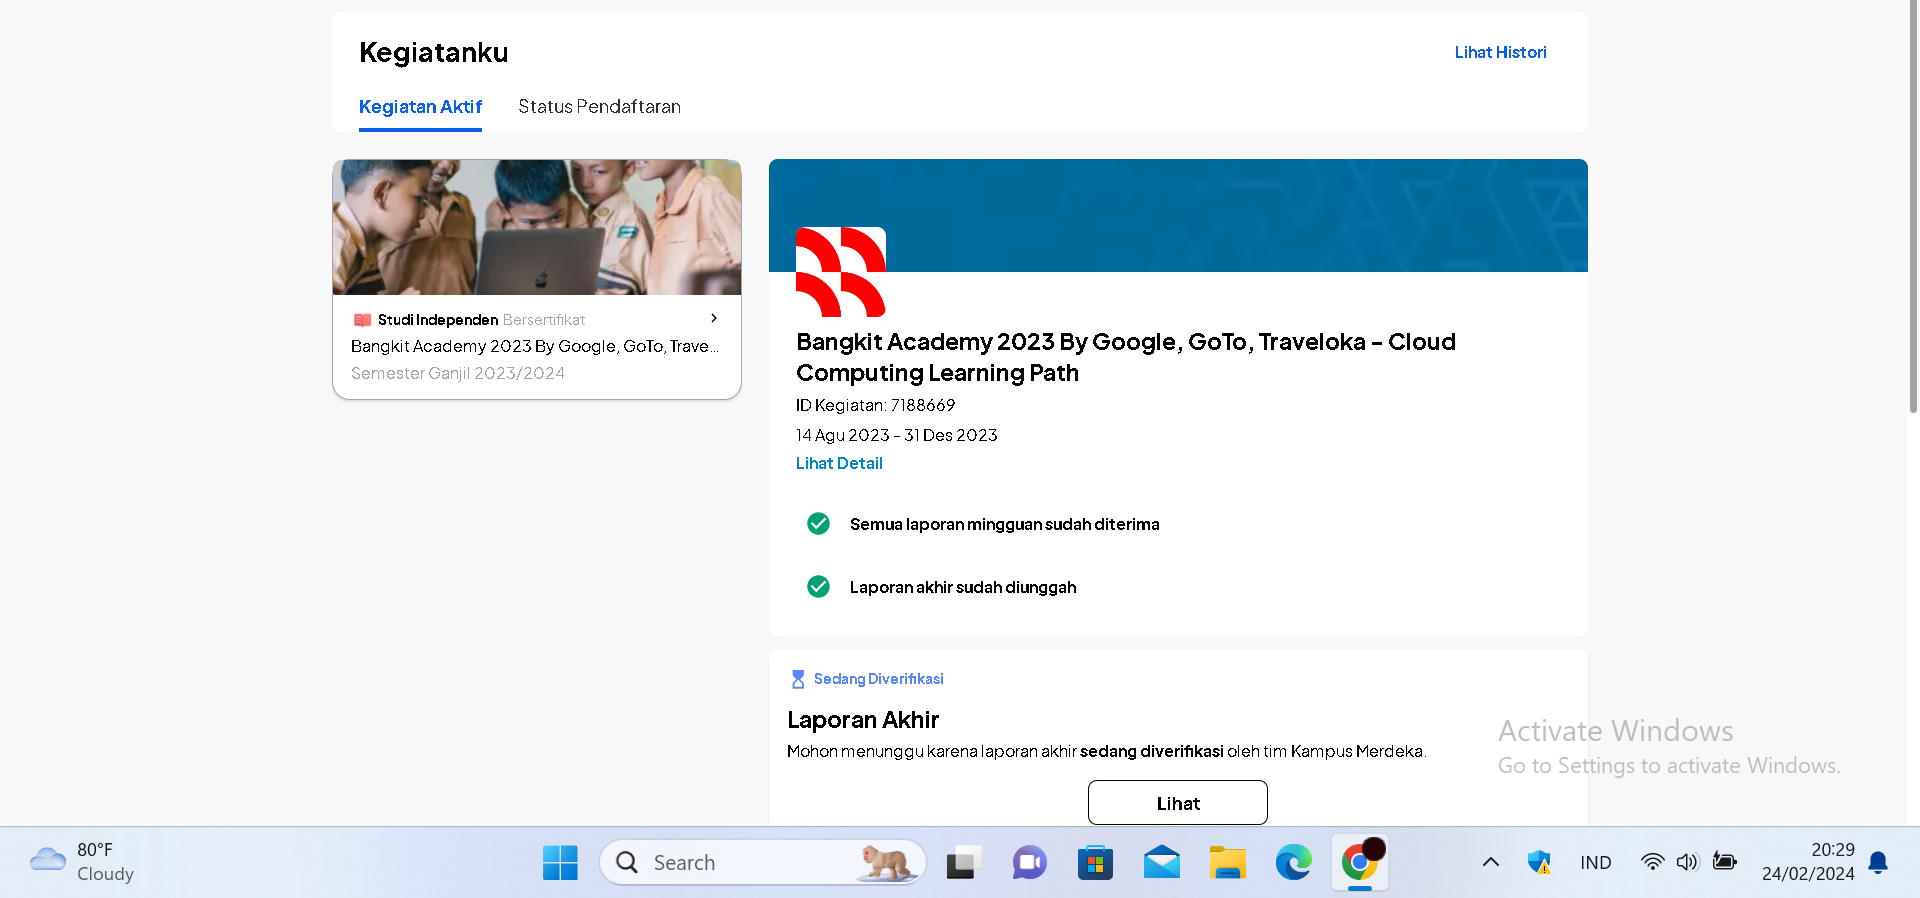 Kegiatanku
Lihat Histori
Kegiatan Aktif
Status Pendaftaran
Studi Independen Bersertifikat
Bangkit Academy 2023 By Google, GoTo, Trave...
Semester Ganjil 2023/2024
Bangkit Academy 2023 By Google, GoTo, Traveloka - Cloud
Computing Learning Path
ID Kegiatan: 7188669
14 Agu 2023 - 31 Des 2023
Lihat Detail
Semua laporan mingguan sudah diterima
Laporan akhir sudah diunggah
Sedang Diverifikasi
Laporan Akhir
Mohon menunggu karena laporan akhir sedang diverifikasi oleh tim Kampus Merdeka.
Lihat
Activate Windows
Go to Settings to activate Windows.
80°F
Cloudy
Search
IND
20:29
24/02/2024